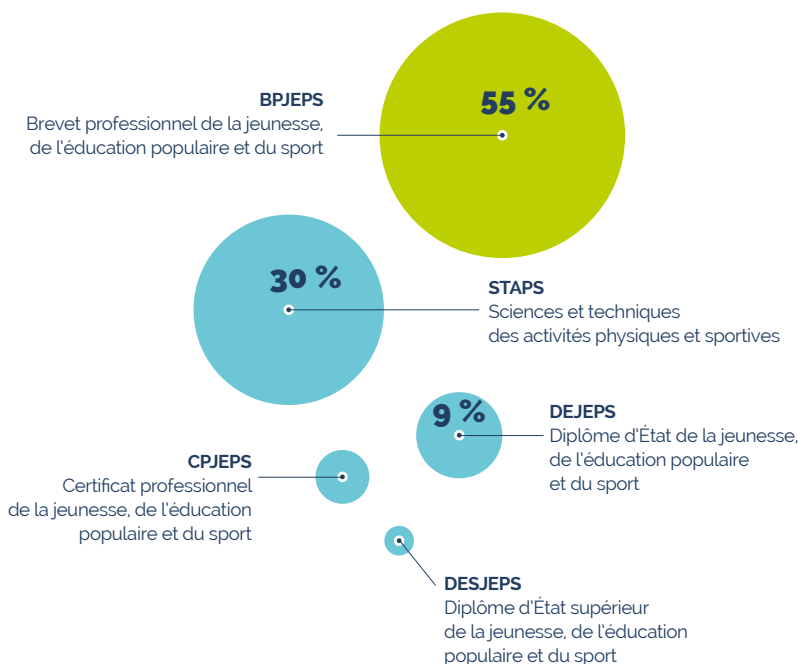 55 %
BPJEPS
Brevet professionnel de la jeunesse,
de l'éducation populaire et du sport
30 %
STAPS
Sciences et techniques
des activités physiques et sportives
9 %
DEJEPS
Diplôme d'État de la jeunesse,
de l'éducation populaire
et du sport
CPJEPS
Certificat professionnel
de la jeunesse, de l'éducation
populaire et du sport
DESJEPS
Diplôme d'État supérieur
de la jeunesse, de l'éducation
populaire et du sport